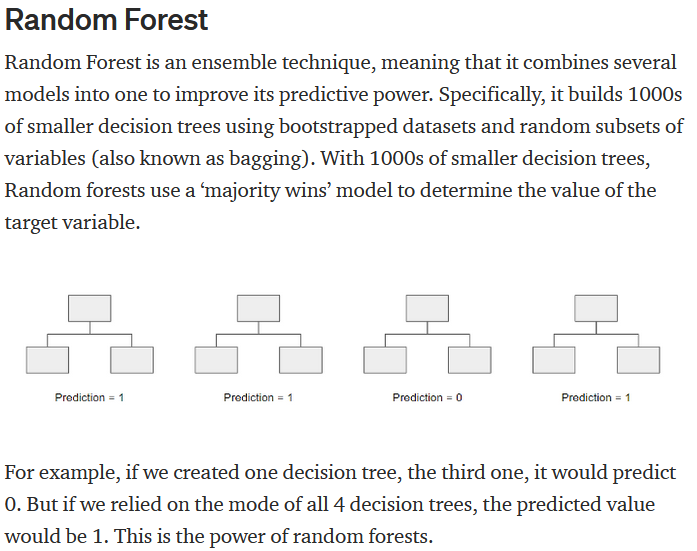 Random Forest
Random Forest is an ensemble technique, meaning that it combines several
models into one to improve its predictive power. Specifically, it builds 1000s
of smaller decision trees using bootstrapped datasets and random subsets of
variables (also known as bagging). With 1000s of smaller decision trees,
Random forests use a ‘majority wins’ model to determine the value of the
target variable.
Prediction = 1
Prediction = 1
Prediction = 0
Prediction = 1
For example, if we created one decision tree, the third one, it would predict
0. But if we relied on the mode of all 4 decision trees, the predicted value
would be 1. This is the power of random forests.